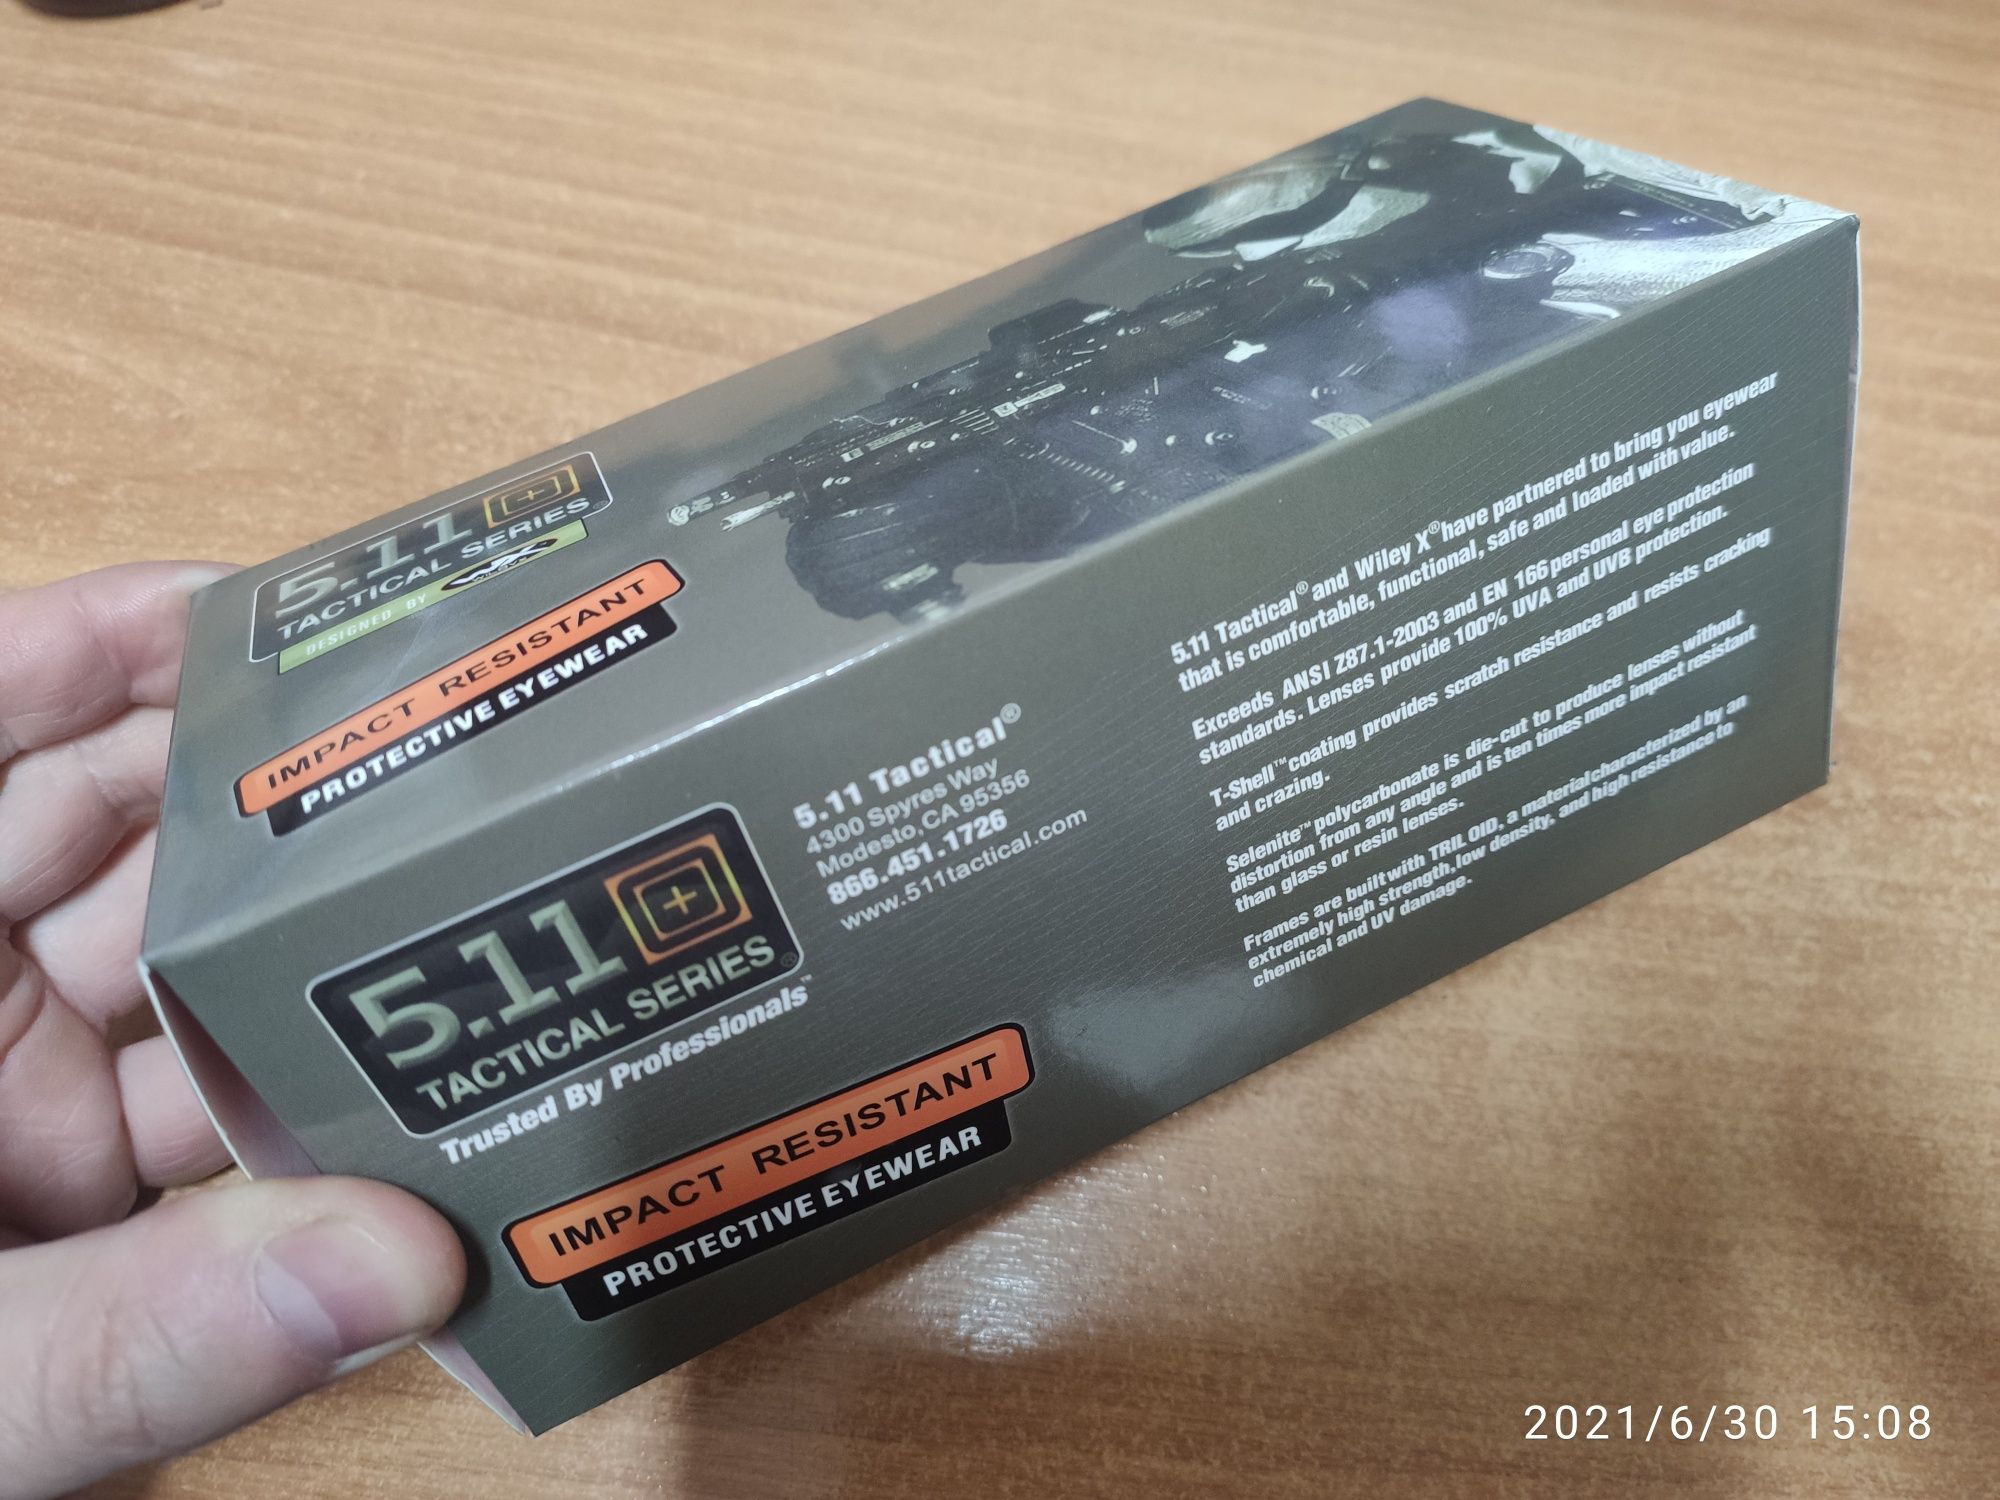 5.11
TACTICAL SERIES®
DESIGNED BY WILEY X
IMPACT RESISTANT
PROTECTIVE EYEWEAR
5.11
TACTICAL SERIES®
Trusted By Professionals™
IMPACT RESISTANT
PROTECTIVE EYEWEAR
5.11 Tactical®
4300 Spyres Way
Modesto, CA 95356
866.451.1726
www.511tactical.com
5.11 Tactical® and Wiley X® have partnered to bring you eyewear
that is comfortable, functional, safe and loaded with value.
Exceeds ANSI Z87.1-2003 and EN 166 personal eye protection
standards. Lenses provide 100% UVA and UVB protection.
T-Shell™ coating provides scratch resistance and resists cracking
and crazing.
Selenite™ polycarbonate is die-cut to produce lenses without
distortion from any angle and is ten times more impact resistant
than glass or resin lenses.
Frames are built with TRIL OID, a material characterized by an
extremely high strength, low density, and high resistance to
chemical and UV damage.
2021/6/30 15:08